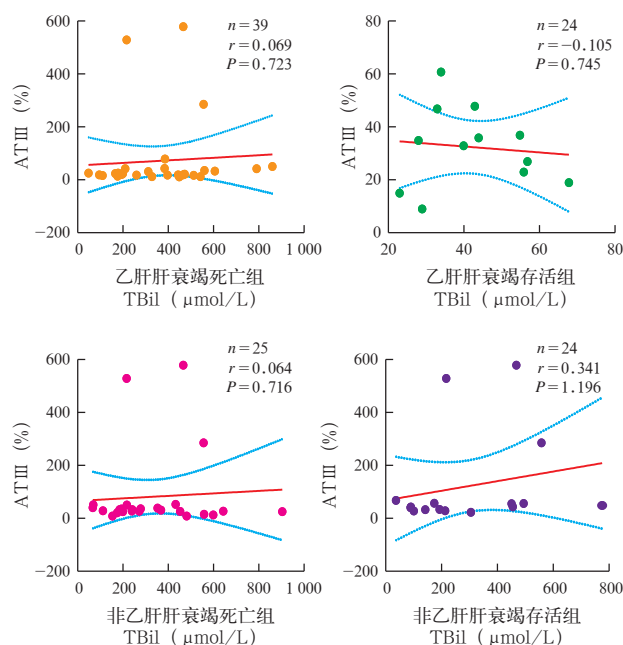 600
400
200
0
−200
ATⅢ (%)
n=39
r=0.069
P=0.723
0 200 400 600 800 1 000
乙肝肝衰竭死亡组
TBil (μmol/L)
80
60
40
20
0
ATⅢ (%)
n=24
r=−0.105
P=0.745
20 40 60 80
乙肝肝衰竭存活组
TBil (μmol/L)
600
400
200
0
−200
ATⅢ (%)
n=25
r=0.064
P=0.716
0 200 400 600 800 1 000
非乙肝肝衰竭死亡组
TBil (μmol/L)
600
400
200
0
−200
ATⅢ (%)
n=24
r=0.341
P=1.196
0 200 400 600 800
非乙肝肝衰竭存活组
TBil (μmol/L)